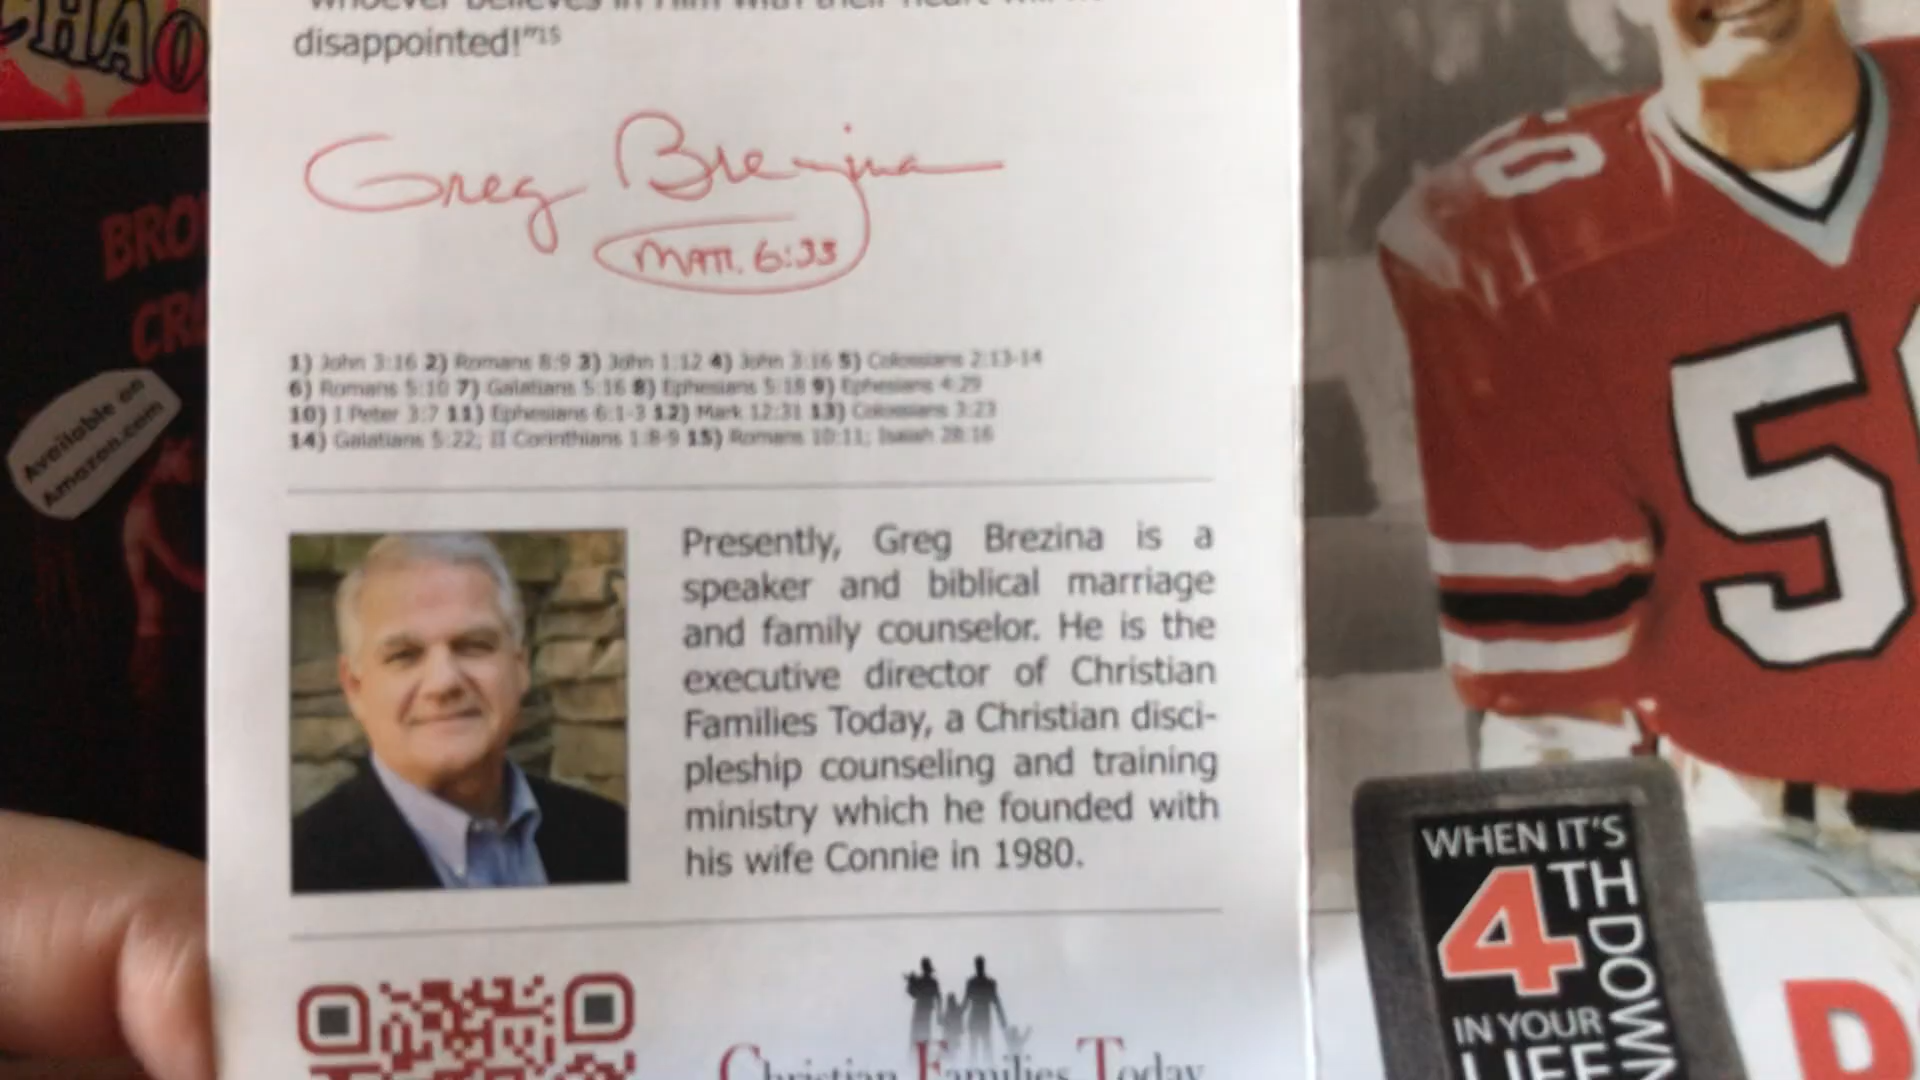 CHAO
disappointed!"15
Greg Brezina
MATT. 6:33
1) John 3:16 2) Romans 8:9 3) John 1:12 4) John 3:16 5) Colossians 2:13-14
6) Romans 5:10 7) Galatians 5:16 8) Ephesians 5:18 9) Ephesians 4:29
10) I Peter 3:7 11) Ephesians 6:1-3 12) Mark 12:31 13) Colossians 3:23
14) Galatians 5:22; II Corinthians 1:8-9 15) Romans 10:11; Isaiah 28:16
Presently, Greg Brezina is a
speaker and biblical marriage
and family counselor. He is the
executive director of Christian
Families Today, a Christian disci-
pleship counseling and training
ministry which he founded with
his wife Connie in 1980.
Christian Families Today
BRO
CR
Available on
Amazon.com
50
5
WHEN IT'S
4TH DOWN
IN YOUR
LIFE